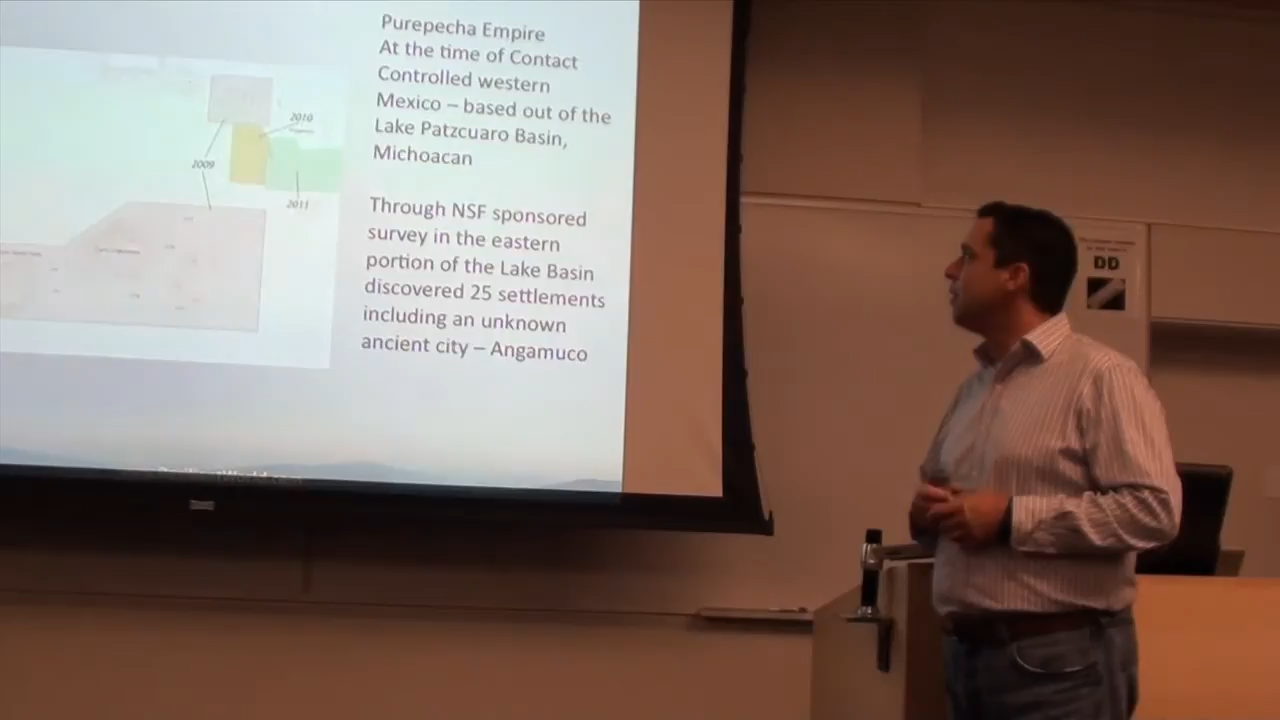 Purepecha Empire
At the time of Contact
Controlled western
Mexico – based out of the
Lake Patzcuaro Basin,
Michoacan
Through NSF sponsored
survey in the eastern
portion of the Lake Basin
discovered 25 settlements
including an unknown
ancient city – Angamuco
2010
2009
2011
DD